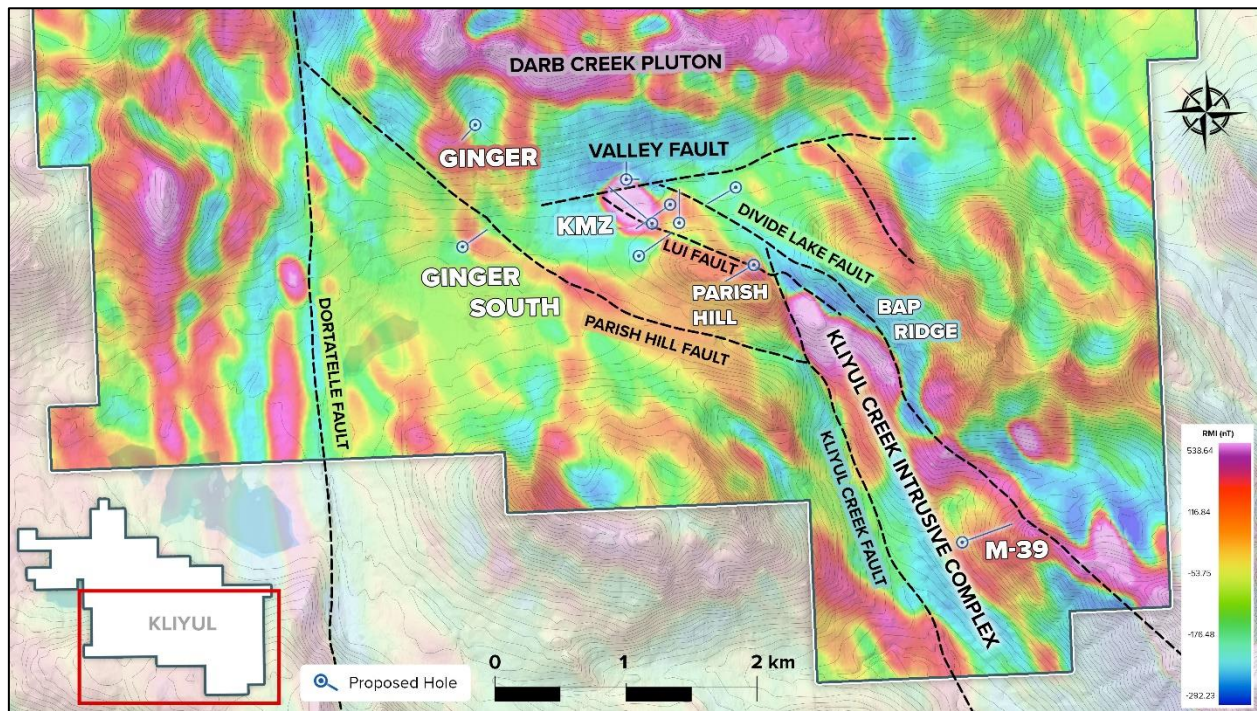 DARB CREEK PLUTON
GINGER
VALLEY FAULT
KMZ
DIVIDE LAKE FAULT
LUI FAULT
GINGER
SOUTH
PARISH
HILL
BAP
RIDGE
PARISH HILL FAULT
DORTATELLE FAULT
KLIYUL CREEK INTRUSIVE COMPLEX
KLIYUL CREEK FAULT
M-39
RMI (nT)
538.64
116.84
-53.75
-176.48
-292.23
KLIYUL
Proposed Hole
0 1 2 km